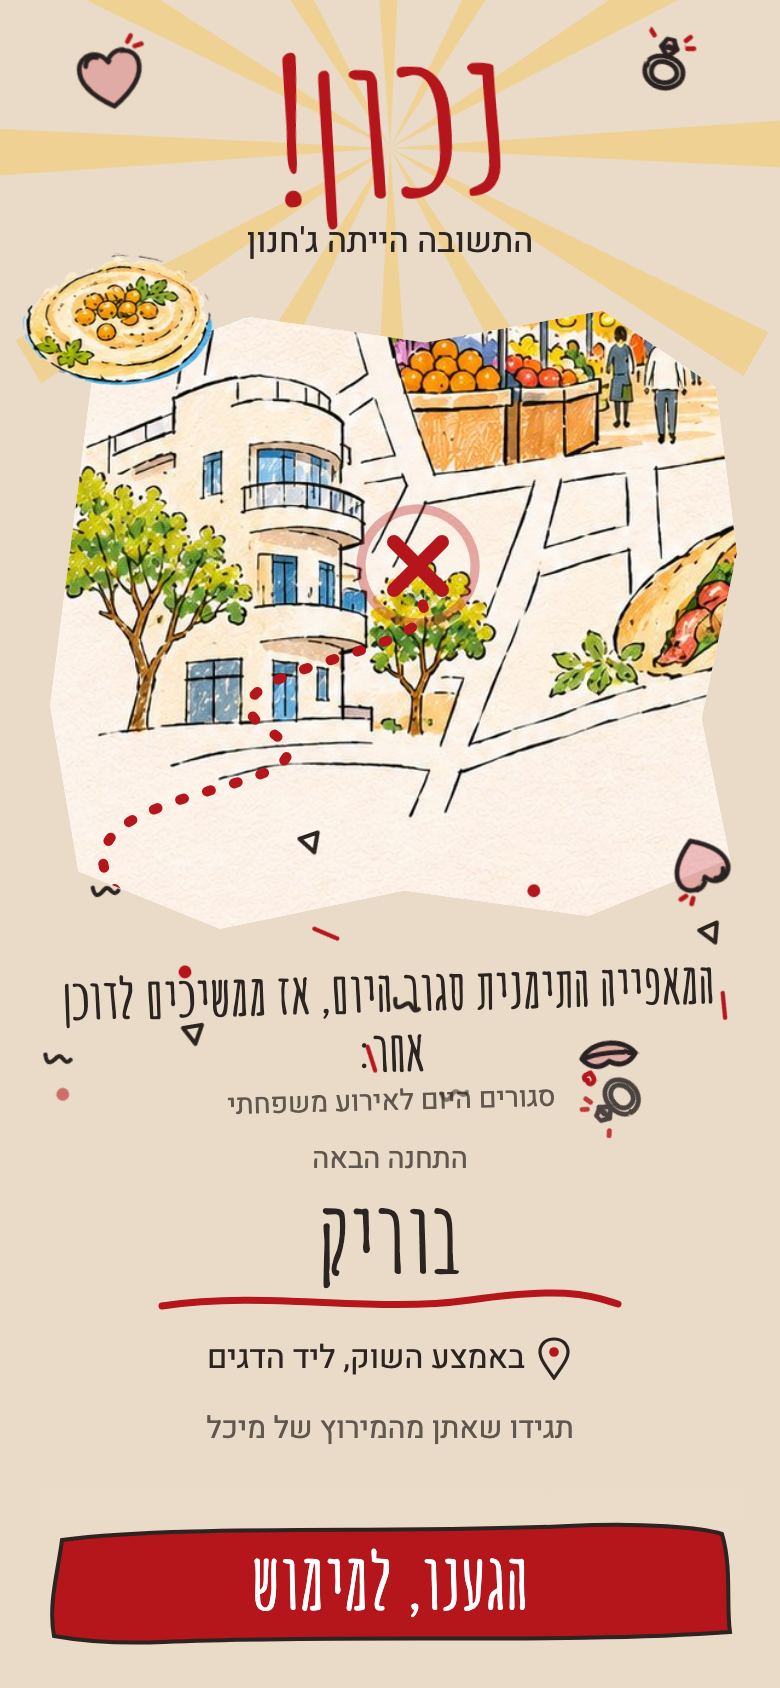 נכון!
התשובה הייתה ג'חנון
המאפייה התימנית סגורה היום, אז ממשיכים לדוכן
אחר:
סגורים היום לאירוע משפחתי
התחנה הבאה
בוריק
באמצע השוק, ליד הדגים
תגידו שאתן מהמירוץ של מיכל
הגענו, למימוש